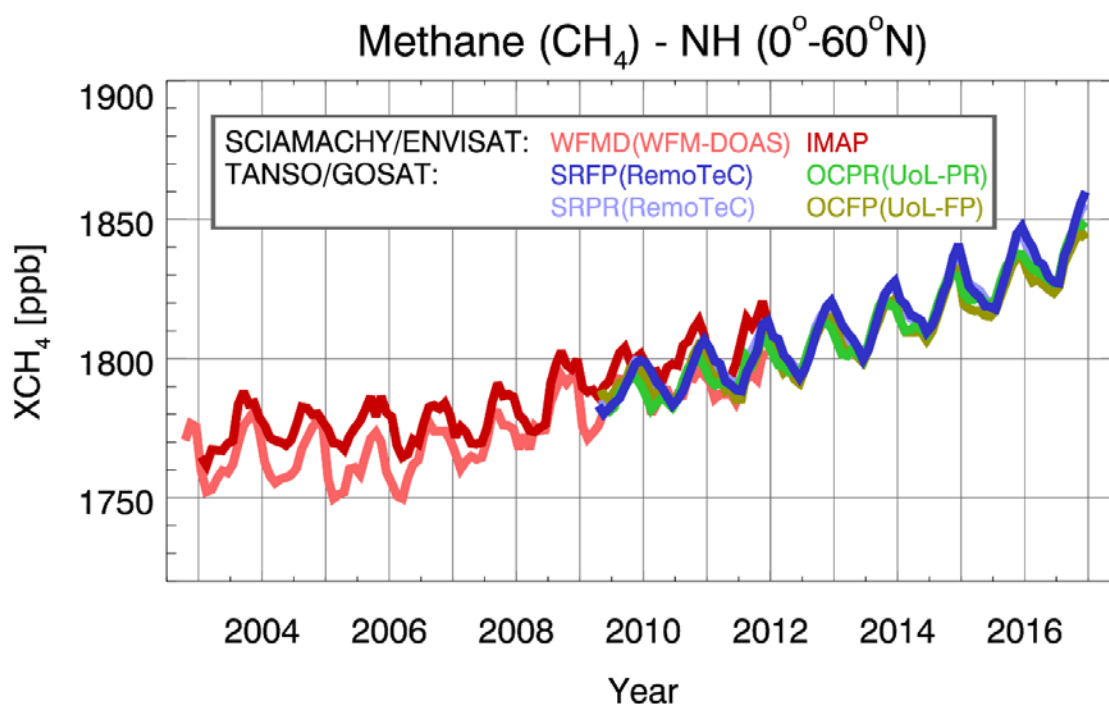 Methane (CH₄) - NH (0°-60°N)
1900
SCIAMACHY/ENVISAT: WFMD(WFM-DOAS) IMAP
TANSO/GOSAT: SRFP(RemoTeC) OCPR(UoL-PR)
SRPR(RemoTeC) OCFP(UoL-FP)
1850
XCH₄ [ppb]
1800
1750
2004 2006 2008 2010 2012 2014 2016
Year